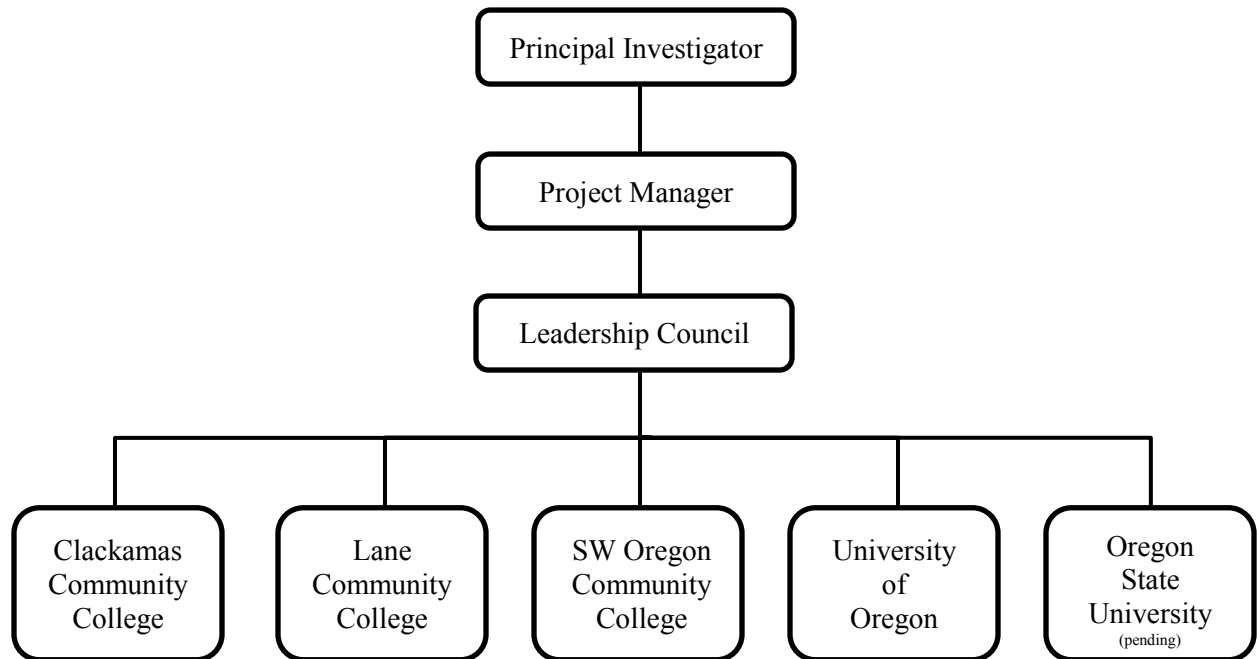 Principal Investigator
Project Manager
Leadership Council
Clackamas
Community
College
Lane
Community
College
SW Oregon
Community
College
University
of
Oregon
Oregon
State
University
(pending)